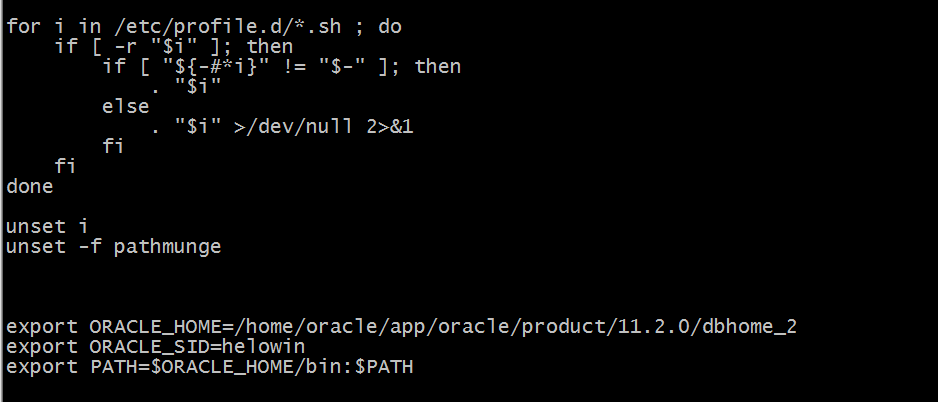 for i in /etc/profile.d/*.sh ; do
    if [ -r "$i" ]; then
        if [ "${-#*i}" != "$-" ]; then
            . "$i"
        else
            . "$i" >/dev/null 2>&1
        fi
    fi
done
unset i
unset -f pathmunge
export ORACLE_HOME=/home/oracle/app/oracle/product/11.2.0/dbhome_2
export ORACLE_SID=helowin
export PATH=$ORACLE_HOME/bin:$PATH